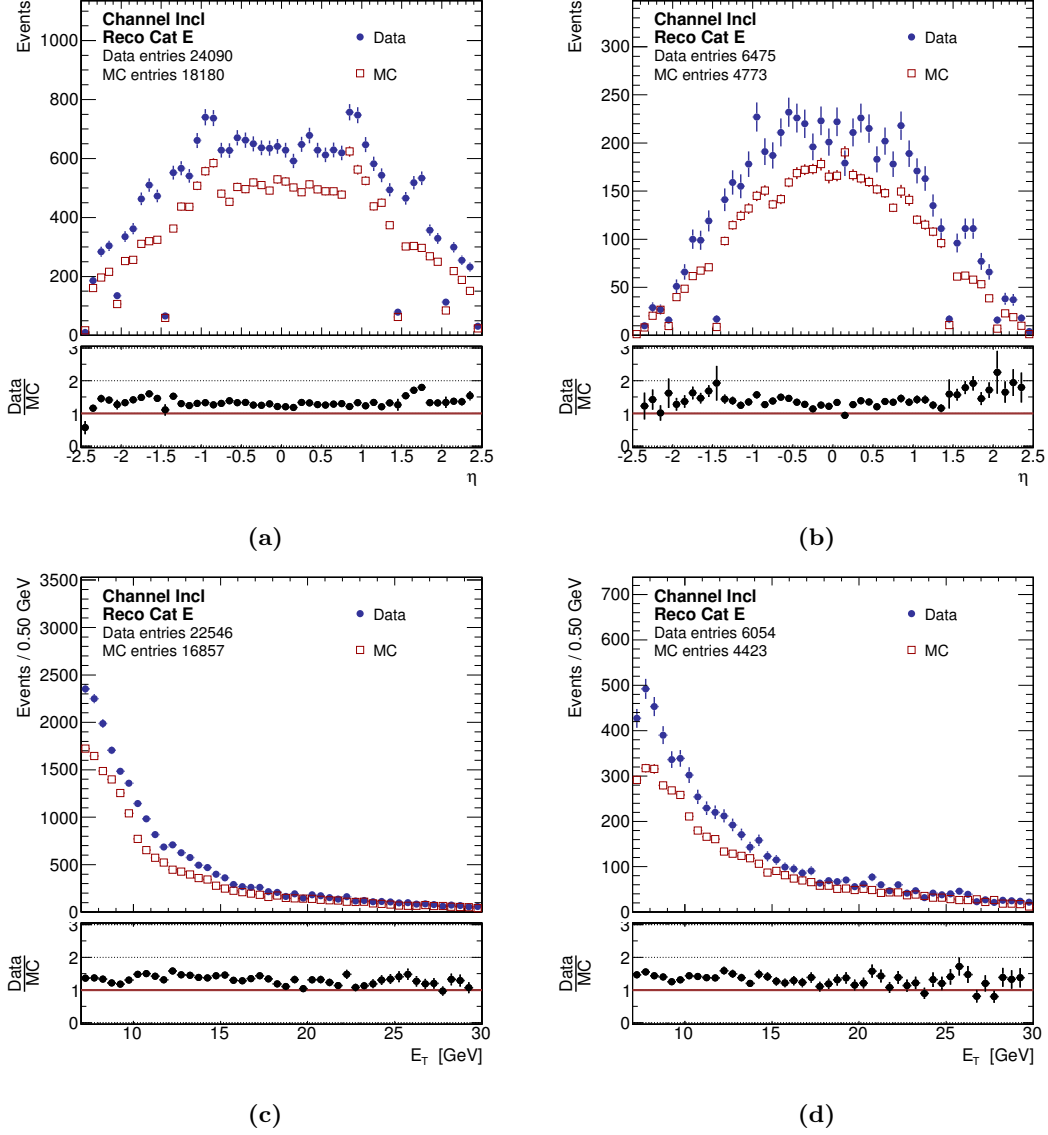 Events
1000
800
600
400
200
0
Channel Incl
Reco Cat E
Data entries 24090
MC entries 18180
Data
MC
Data
MC
3
2
1
0
-2.5 -2 -1.5 -1 -0.5 0 0.5 1 1.5 2 2.5
η
(a)
Events
300
250
200
150
100
50
0
Channel Incl
Reco Cat E
Data entries 6475
MC entries 4773
Data
MC
Data
MC
3
2
1
0
-2.5 -2 -1.5 -1 -0.5 0 0.5 1 1.5 2 2.5
η
(b)
Events / 0.50 GeV
3500
3000
2500
2000
1500
1000
500
0
Channel Incl
Reco Cat E
Data entries 22546
MC entries 16857
Data
MC
Data
MC
3
2
1
0
10 15 20 25 30
E_T [GeV]
(c)
Events / 0.50 GeV
700
600
500
400
300
200
100
0
Channel Incl
Reco Cat E
Data entries 6054
MC entries 4423
Data
MC
Data
MC
3
2
1
0
10 15 20 25 30
E_T [GeV]
(d)